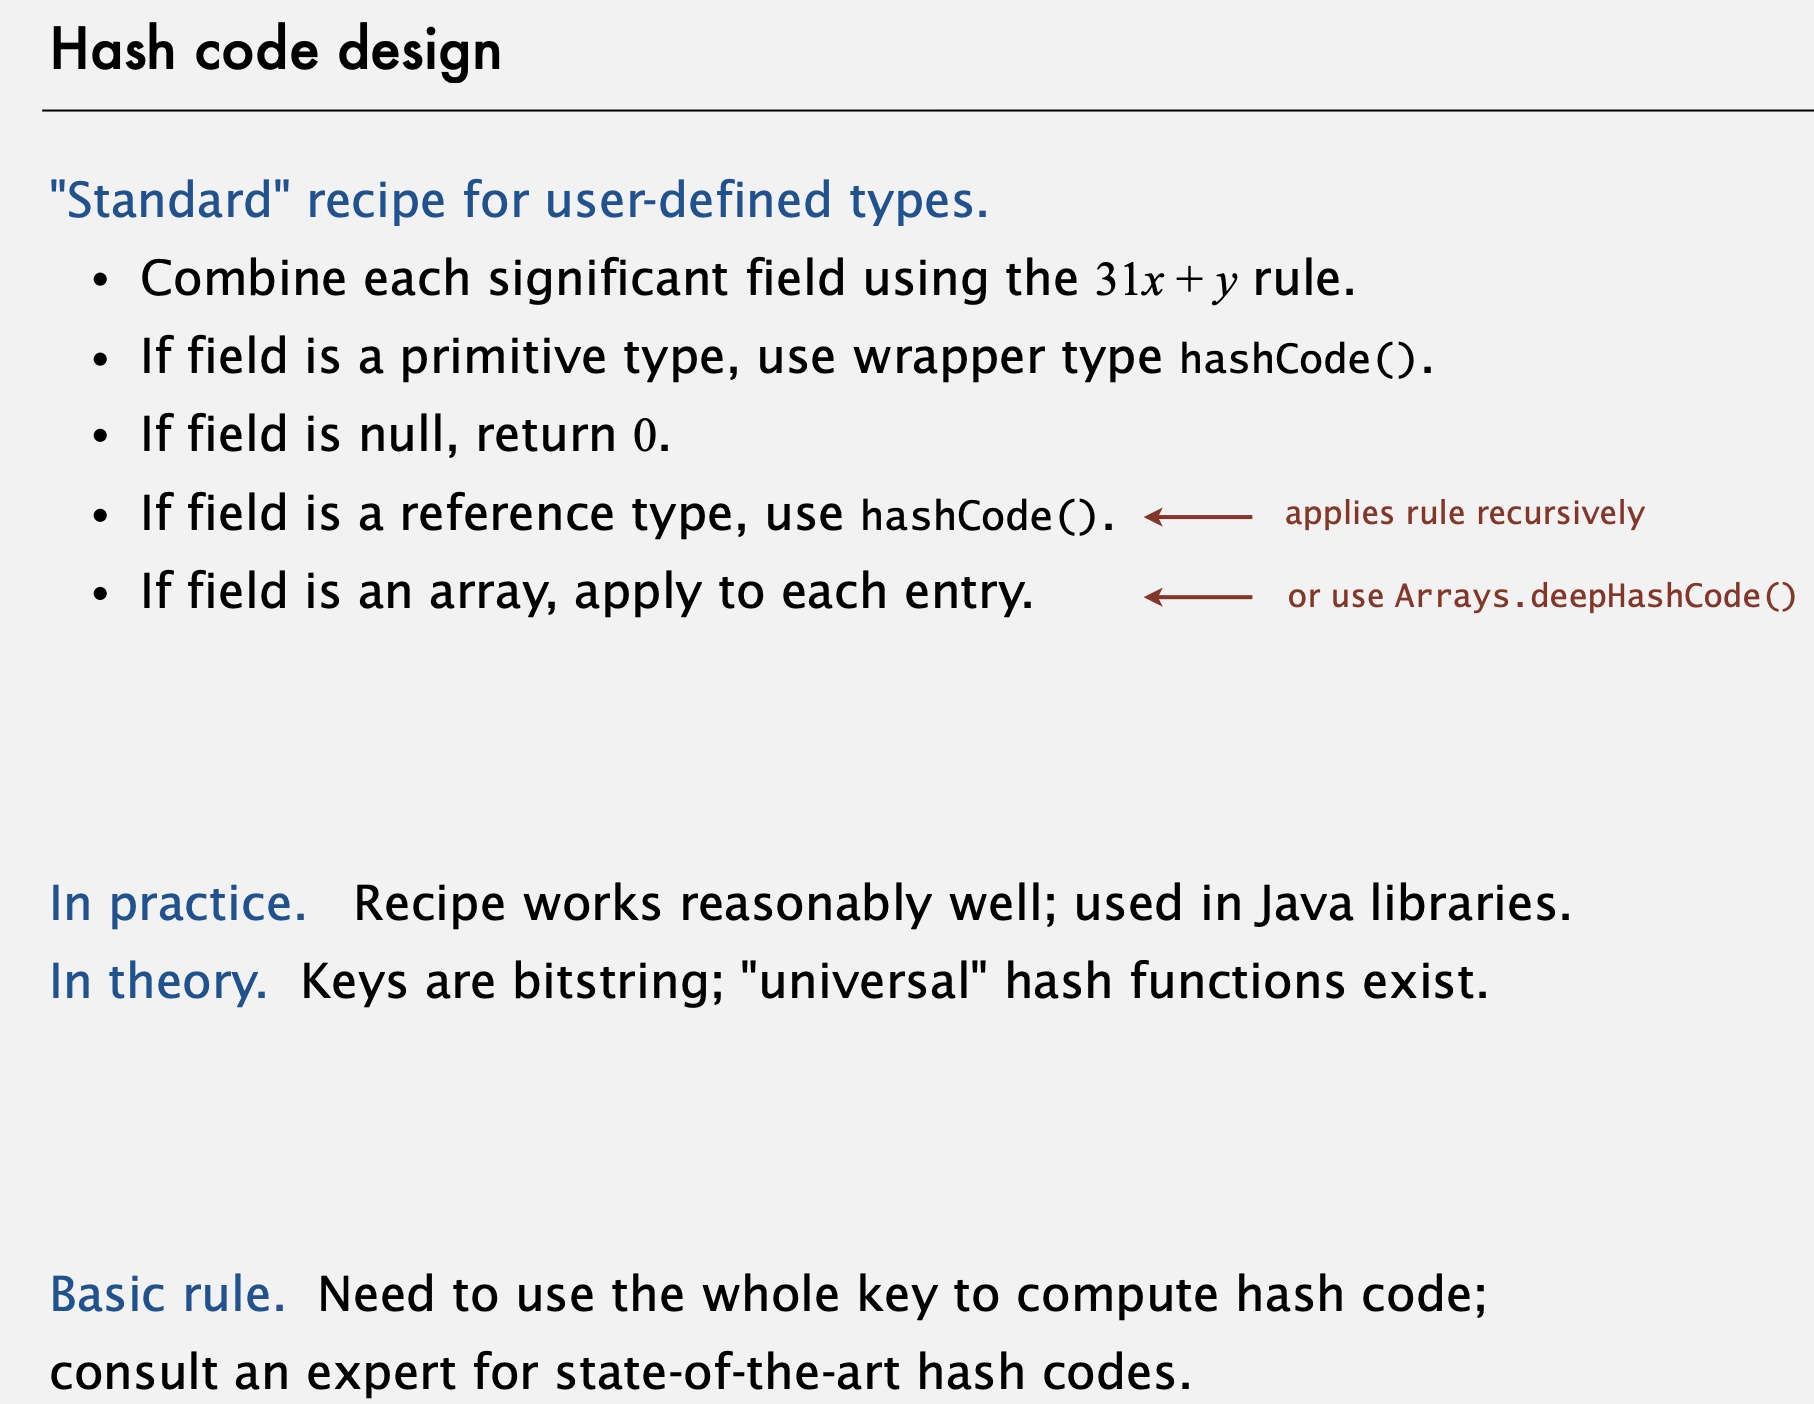 Hash code design
"Standard" recipe for user-defined types.
• Combine each significant field using the 31x + y rule.
• If field is a primitive type, use wrapper type hashCode().
• If field is null, return 0.
• If field is a reference type, use hashCode(). applies rule recursively
• If field is an array, apply to each entry. or use Arrays.deepHashCode()
In practice. Recipe works reasonably well; used in Java libraries.
In theory. Keys are bitstring; "universal" hash functions exist.
Basic rule. Need to use the whole key to compute hash code;
consult an expert for state-of-the-art hash codes.